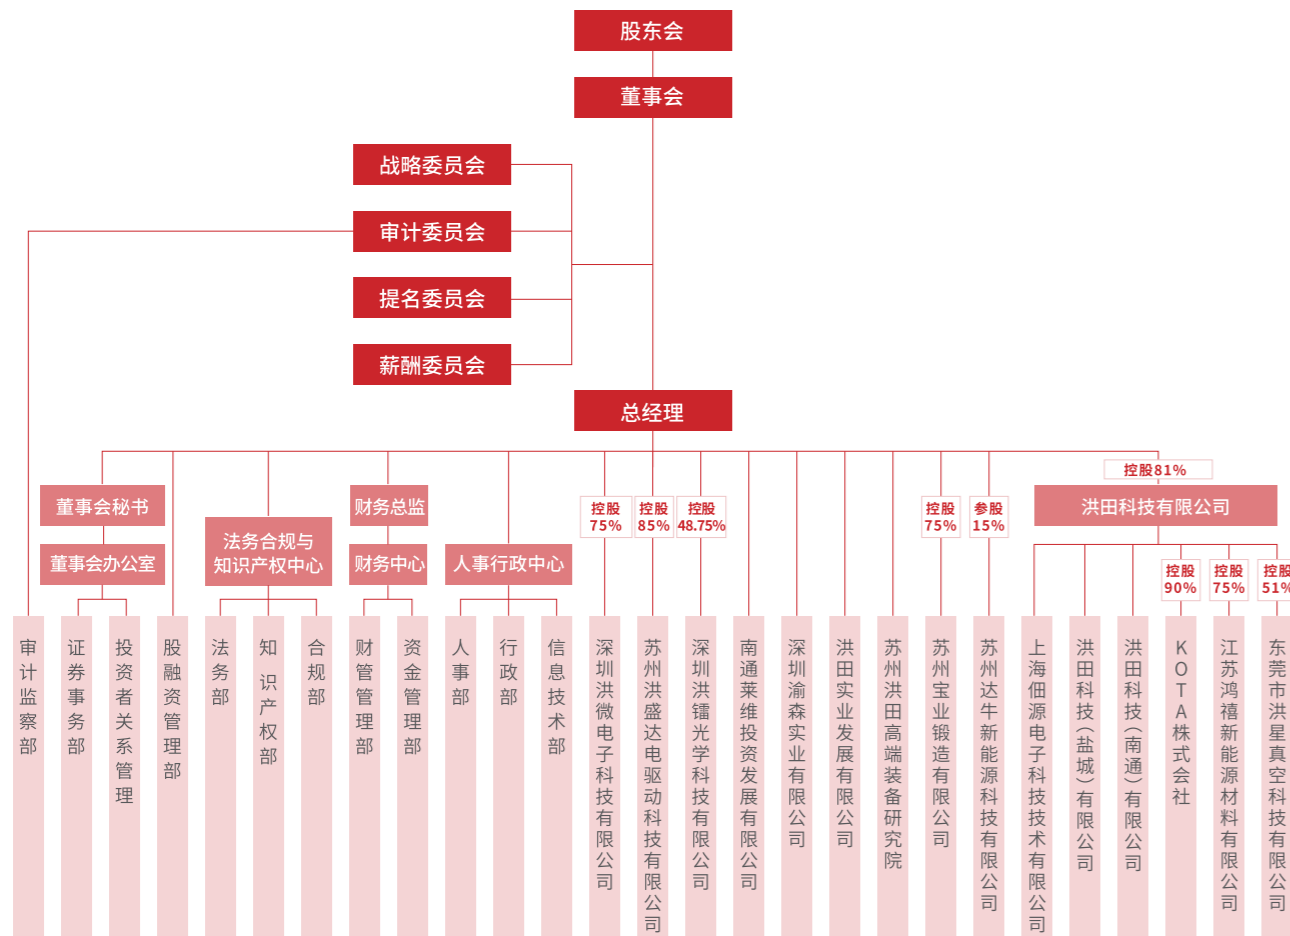 股东会
董事会
战略委员会
审计委员会
提名委员会
薪酬委员会
总经理
控股81%
董事会秘书
财务总监
洪田科技有限公司
控股
75%
控股
85%
控股
48.75%
控股
75%
参股
15%
法务合规与
知识产权中心
董事会办公室
财务中心
人事行政中心
控股
90%
控股
75%
控股
51%
审计监察部
证券事务部
投资者关系管理
股融资管理部
法务部
知识产权部
合规部
财管管理部
资金管理部
人事部
行政部
信息技术部
深圳洪微电子科技有限公司
苏州洪盛达电驱动科技有限公司
深圳洪镭光学科技有限公司
南通莱维投资发展有限公司
深圳渝森实业有限公司
洪田实业发展有限公司
苏州洪田高端装备研究院
苏州宝业锻造有限公司
苏州达牛新能源科技有限公司
上海佃源电子科技技术有限公司
洪田科技(盐城)有限公司
洪田科技(南通)有限公司
KOTA株式会社
江苏鸿禧新能源材料有限公司
东莞市洪星真空科技有限公司